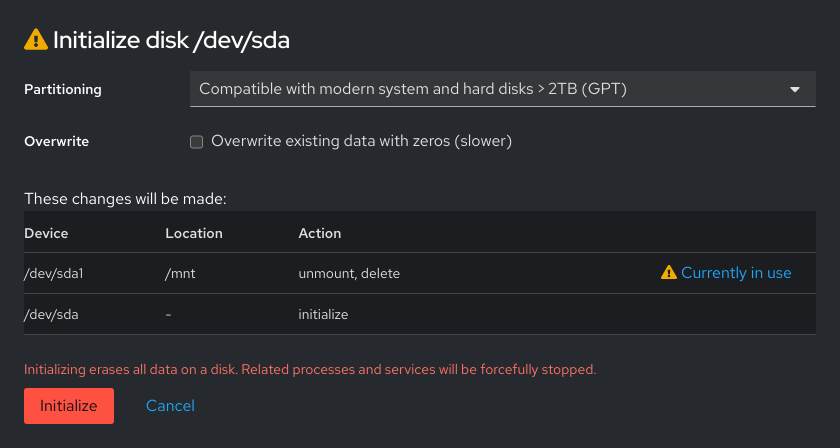 Initialize disk /dev/sda
Partitioning Compatible with modern system and hard disks > 2TB (GPT)
Overwrite Overwrite existing data with zeros (slower)
These changes will be made:
Device Location Action
/dev/sda1 /mnt unmount, delete Currently in use
/dev/sda - initialize
Initializing erases all data on a disk. Related processes and services will be forcefully stopped.
Initialize Cancel